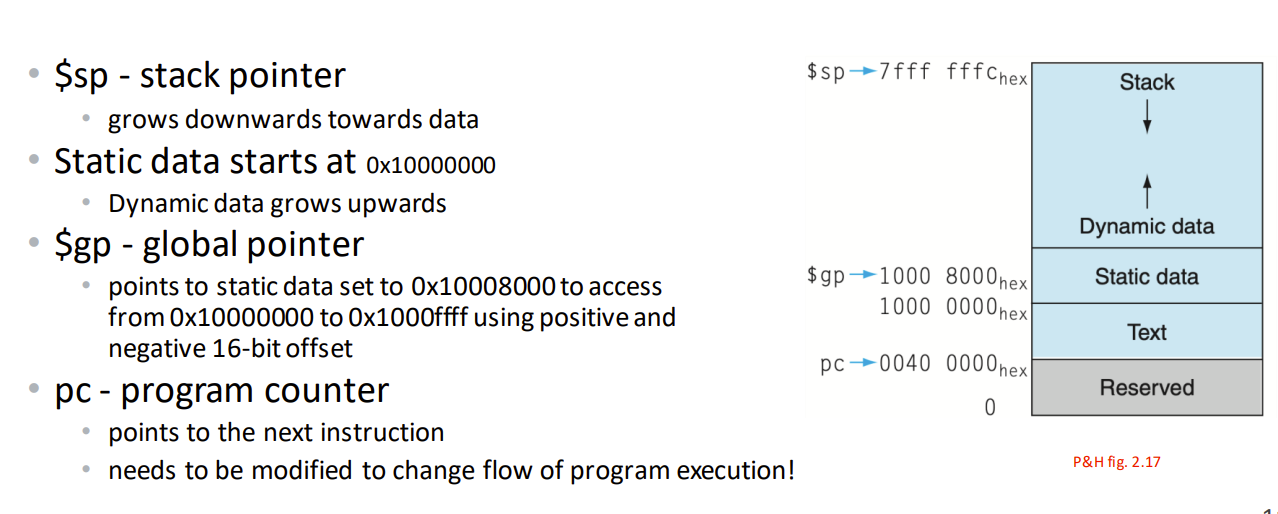 • $sp - stack pointer
• grows downwards towards data
• Static data starts at 0x10000000
• Dynamic data grows upwards
• $gp - global pointer
• points to static data set to 0x10008000 to access
from 0x10000000 to 0x1000ffff using positive and
negative 16-bit offset
• pc - program counter
• points to the next instruction
• needs to be modified to change flow of program execution!
$sp→7fff fffc hex
Stack
Dynamic data
$gp→1000 8000 hex
Static data
1000 0000 hex
Text
pc→0040 0000 hex
Reserved
0
P&H fig. 2.17